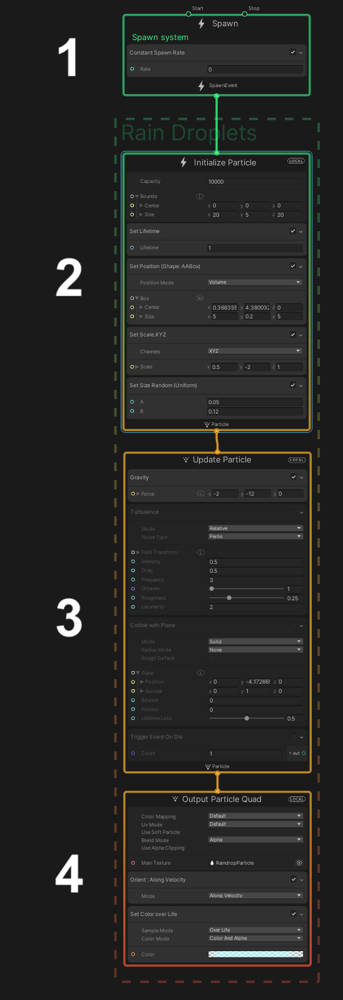 Start Stop
Spawn
Spawn system
1
Constant Spawn Rate
Rate 0
SpawnEvent
Rain Droplets
Initialize Particle LOCAL
Capacity 10000
Bounds L
Center x 0 y 0 z 0
Size x 20 y 5 z 20
Set Lifetime
Lifetime 1
2
Set Position (Shape: AABox)
Position Mode Volume
Box W
Center x 0.368355 y 4.380032 z 0
Size x 5 y 0.2 z 5
Set Scale.XYZ
Channels XYZ
Scale x 0.5 y -2 z 1
Set Size Random (Uniform)
A 0.05
B 0.12
Particle
Update Particle LOCAL
Gravity
Force L x -2 y -12 z 0
Turbulence
Mode Relative
Noise Type Perlin
Field Transform L
Intensity 0.5
Drag 0.5
Frequency 3
Octaves 1
Roughness 0.25
Lacunarity 2
3
Collide with Plane
Mode Solid
Radius Mode None
Rough Surface
Plane L
Position x 0 y -4.17266 z 0
Normal x 0 y 1 z 0
Bounce 0
Friction 0
Lifetime Loss 0.5
Trigger Event On Die
Count 1 evt
Particle
Output Particle Quad LOCAL
Color Mapping Default
Uv Mode Default
Use Soft Particle
Blend Mode Alpha
Use Alpha Clipping
Main Texture RaindropParticle
4
Orient : Along Velocity
Mode Along Velocity
Set Color over Life
Sample Mode Over Life
Color Mode Color And Alpha
Color